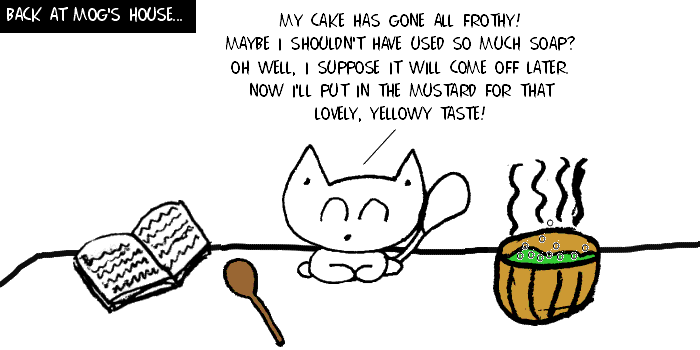 BACK AT MOG'S HOUSE...
MY CAKE HAS GONE ALL FROTHY!
MAYBE I SHOULDN'T HAVE USED SO MUCH SOAP?
OH WELL, I SUPPOSE IT WILL COME OFF LATER.
NOW I'LL PUT IN THE MUSTARD FOR THAT
LOVELY, YELLOWY TASTE!